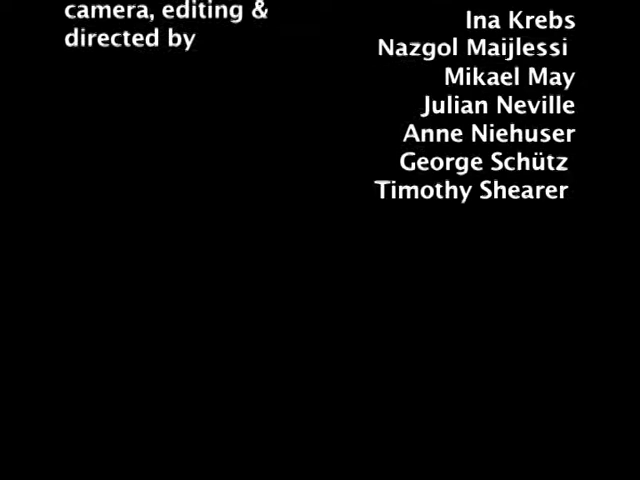 camera, editing &
directed by
Ina Krebs
Nazgol Maijlessi
Mikael May
Julian Neville
Anne Niehuser
George Schütz
Timothy Shearer